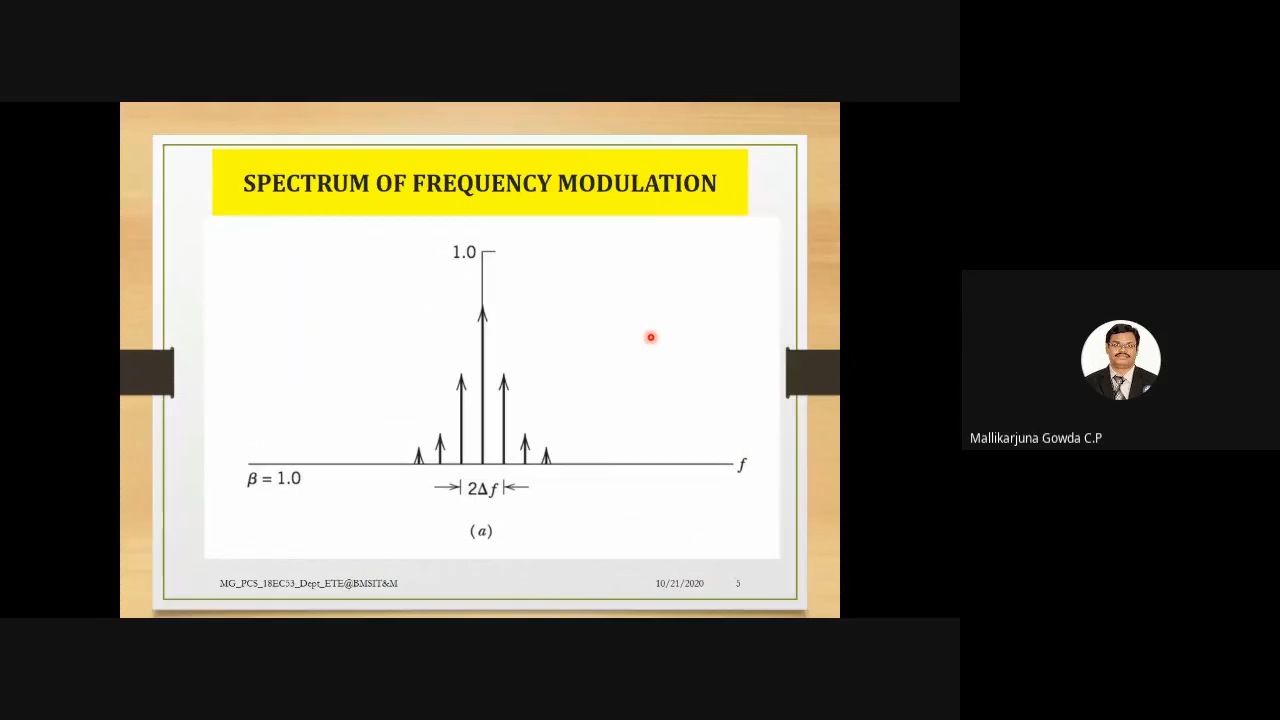 SPECTRUM OF FREQUENCY MODULATION
1.0
f
β = 1.0
2Δf
(a)
MG_PCS_18EC53_Dept_ETE@BMSIT&M 10/21/2020 5
Mallikarjuna Gowda C.P